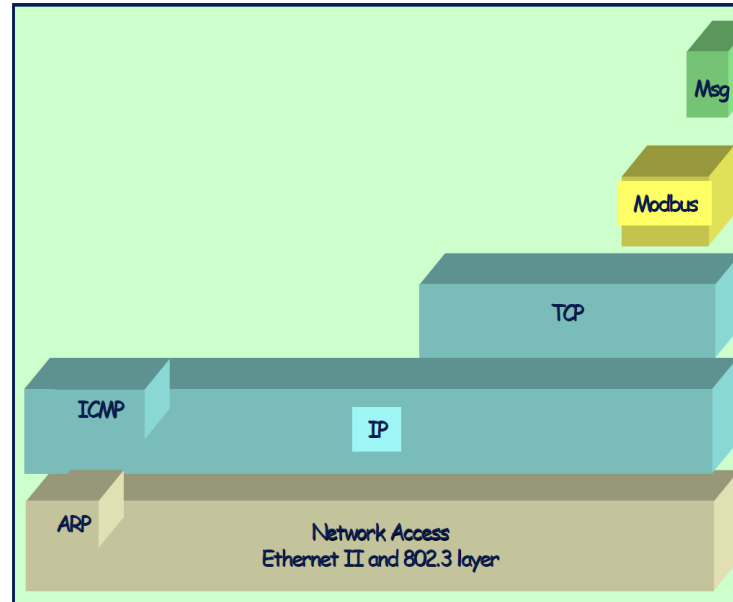 Msg
Modbus
TCP
ICMP
IP
ARP
Network Access
Ethernet II and 802.3 layer